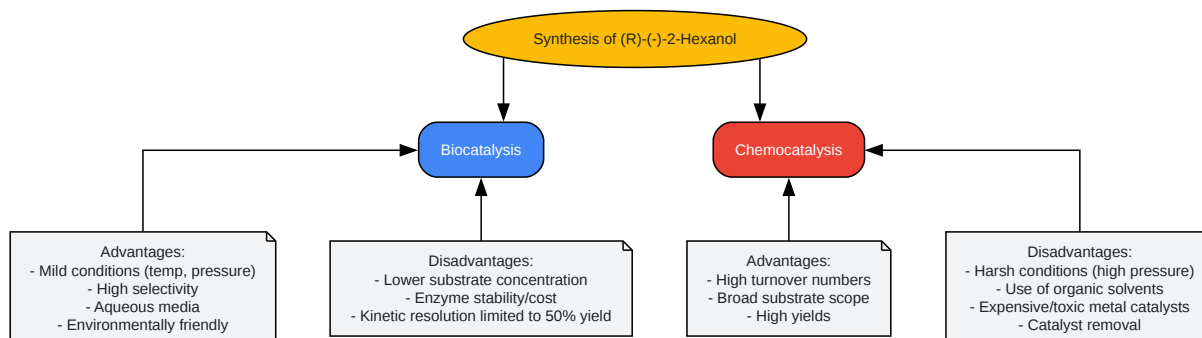 Synthesis of (R)-(-)-2-Hexanol
Biocatalysis
Chemocatalysis
Advantages:
- Mild conditions (temp, pressure)
- High selectivity
- Aqueous media
- Environmentally friendly
Disadvantages:
- Lower substrate concentration
- Enzyme stability/cost
- Kinetic resolution limited to 50% yield
Advantages:
- High turnover numbers
- Broad substrate scope
- High yields
Disadvantages:
- Harsh conditions (high pressure)
- Use of organic solvents
- Expensive/toxic metal catalysts
- Catalyst removal